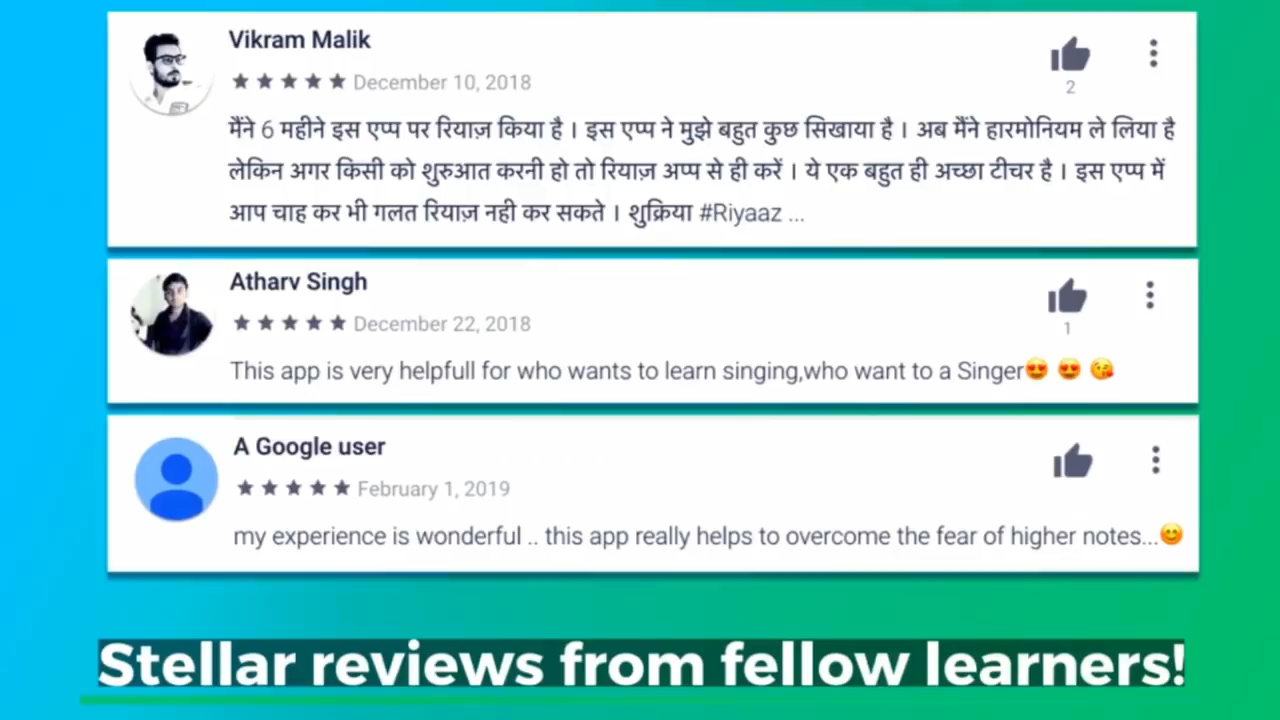 Vikram Malik
★★★★★ December 10, 2018
2
मैंने 6 महीने इस एप्प पर रियाज़ किया है । इस एप्प ने मुझे बहुत कुछ सिखाया है । अब मैंने हारमोनियम ले लिया है
लेकिन अगर किसी को शुरुआत करनी हो तो रियाज़ अप्प से ही करें । ये एक बहुत ही अच्छा टीचर है । इस एप्प में
आप चाह कर भी गलत रियाज़ नही कर सकते । शुक्रिया #Riyaaz ...
Atharv Singh
★★★★★ December 22, 2018
1
This app is very helpfull for who wants to learn singing,who want to a Singer😍 😍 😘
A Google user
★★★★★ February 1, 2019
my experience is wonderful .. this app really helps to overcome the fear of higher notes...😊
Stellar reviews from fellow learners!